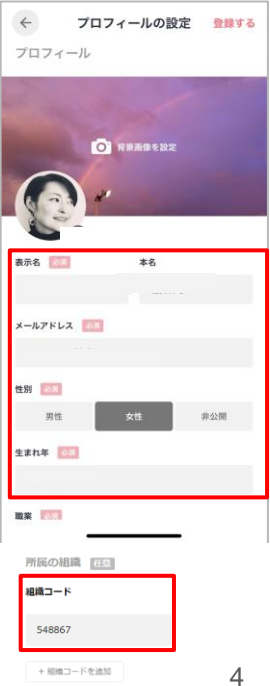 プロフィールの設定 登録する
プロフィール
背景画像を設定
表示名 必須 本名
メールアドレス 必須
性別 必須
男性 女性 非公開
生まれ年 必須
職業 必須
所属の組織 任意
組織コード
548867
+ 組織コードを追加
4